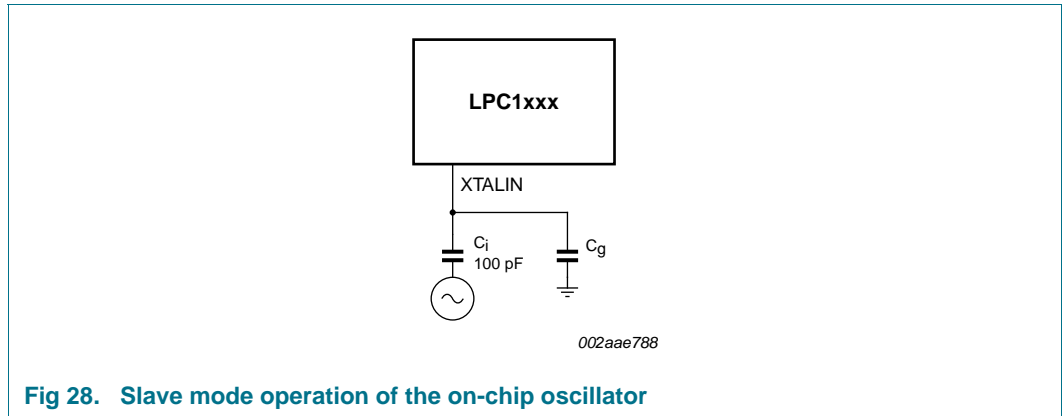 LPC1xxx
XTALIN
Ci
100 pF
Cg
002aae788
Fig 28. Slave mode operation of the on-chip oscillator